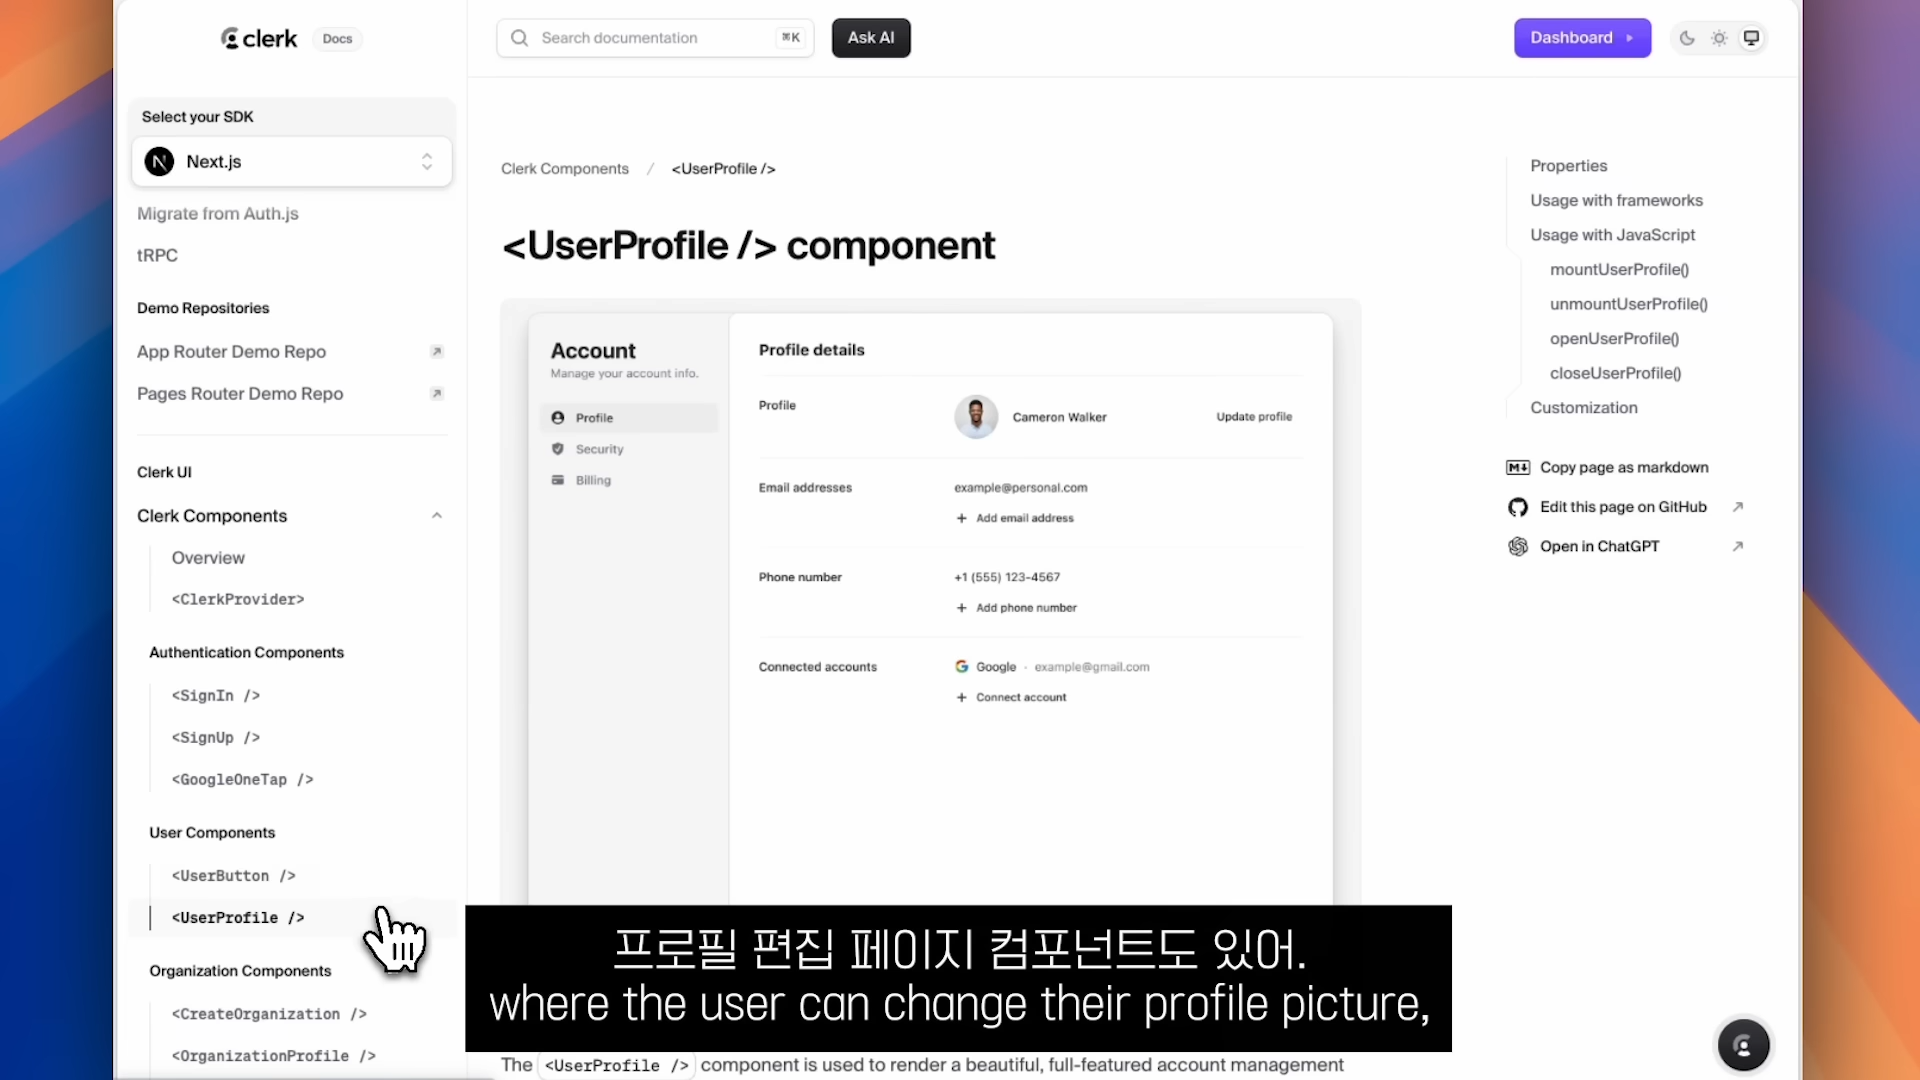 clerk Docs
Search documentation ⌘K
Ask AI
Dashboard
Select your SDK
Next.js
Migrate from Auth.js
tRPC
Demo Repositories
App Router Demo Repo
Pages Router Demo Repo
Clerk UI
Clerk Components
Overview
<ClerkProvider>
Authentication Components
<SignIn />
<SignUp />
<GoogleOneTap />
User Components
<UserButton />
<UserProfile />
Organization Components
<CreateOrganization />
<OrganizationProfile />
Clerk Components / <UserProfile />
<UserProfile /> component
Account
Manage your account info.
Profile
Security
Billing
Profile details
Profile Cameron Walker Update profile
Email addresses example@personal.com
+ Add email address
Phone number +1 (555) 123-4567
+ Add phone number
Connected accounts Google · example@gmail.com
+ Connect account
프로필 편집 페이지 컴포넌트도 있어.
where the user can change their profile picture,
The <UserProfile /> component is used to render a beautiful, full-featured account management
Properties
Usage with frameworks
Usage with JavaScript
mountUserProfile()
unmountUserProfile()
openUserProfile()
closeUserProfile()
Customization
Copy page as markdown
Edit this page on GitHub
Open in ChatGPT